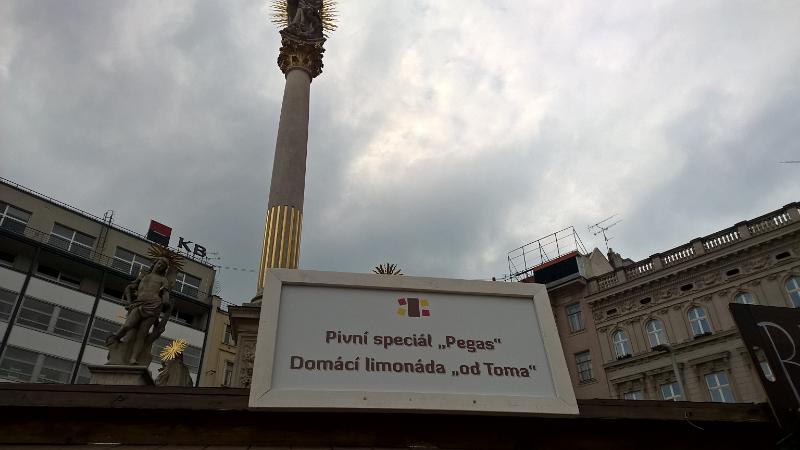 KB
Pivní speciál „Pegas“
Domácí limonáda „od Toma“
R